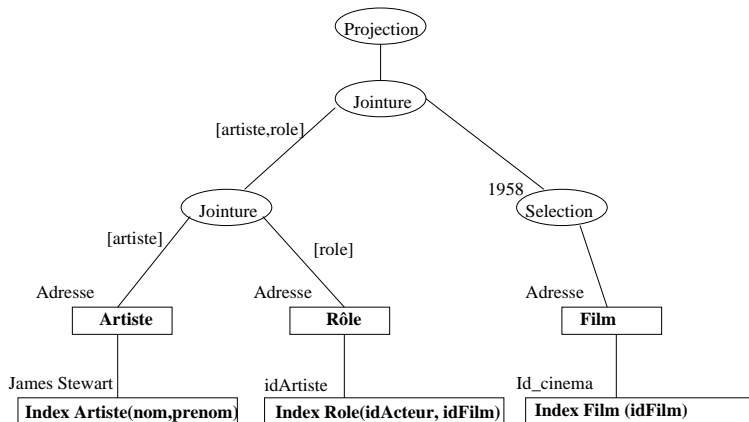 Projection
Jointure
[artiste,role]
1958
Jointure
Selection
[artiste]
[role]
Adresse
Adresse
Adresse
Artiste
Rôle
Film
James Stewart
idArtiste
Id_cinema
Index Artiste(nom,prenom)
Index Role(idActeur, idFilm)
Index Film (idFilm)